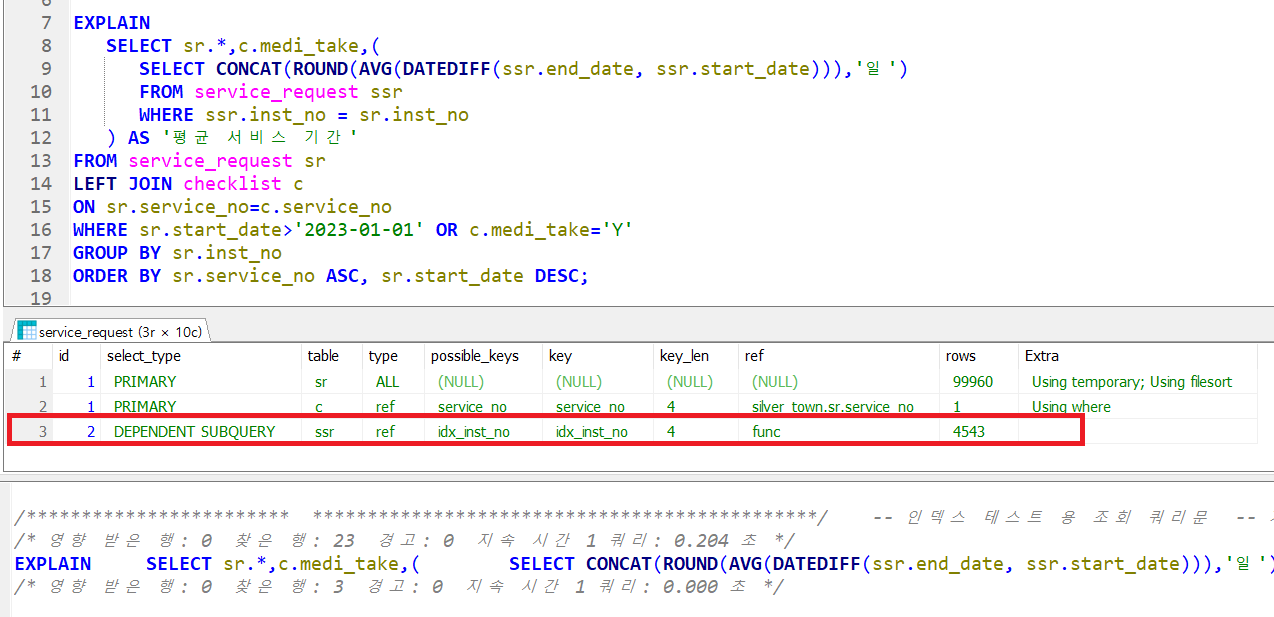 6
7 EXPLAIN
8 SELECT sr.*,c.medi_take,(
9 SELECT CONCAT(ROUND(AVG(DATEDIFF(ssr.end_date, ssr.start_date))),'일')
10 FROM service_request ssr
11 WHERE ssr.inst_no = sr.inst_no
12 ) AS '평균 서비스 기간'
13 FROM service_request sr
14 LEFT JOIN checklist c
15 ON sr.service_no=c.service_no
16 WHERE sr.start_date>'2023-01-01' OR c.medi_take='Y'
17 GROUP BY sr.inst_no
18 ORDER BY sr.service_no ASC, sr.start_date DESC;
19
service_request (3r × 10c)
# id select_type table type possible_keys key key_len ref rows Extra
1 1 PRIMARY sr ALL (NULL) (NULL) (NULL) (NULL) 99960 Using temporary; Using filesort
2 1 PRIMARY c ref service_no service_no 4 silver_town.sr.service_no 1 Using where
3 2 DEPENDENT SUBQUERY ssr ref idx_inst_no idx_inst_no 4 func 4543
/************************ **********************************************/ -- 인덱스 테스트 용 조회 쿼리문 --
/* 영향 받은 행: 0 찾은 행: 23 경고: 0 지속 시간 1 쿼리: 0.204 초 */
EXPLAIN SELECT sr.*,c.medi_take,( SELECT CONCAT(ROUND(AVG(DATEDIFF(ssr.end_date, ssr.start_date))),'일')
/* 영향 받은 행: 0 찾은 행: 3 경고: 0 지속 시간 1 쿼리: 0.000 초 */